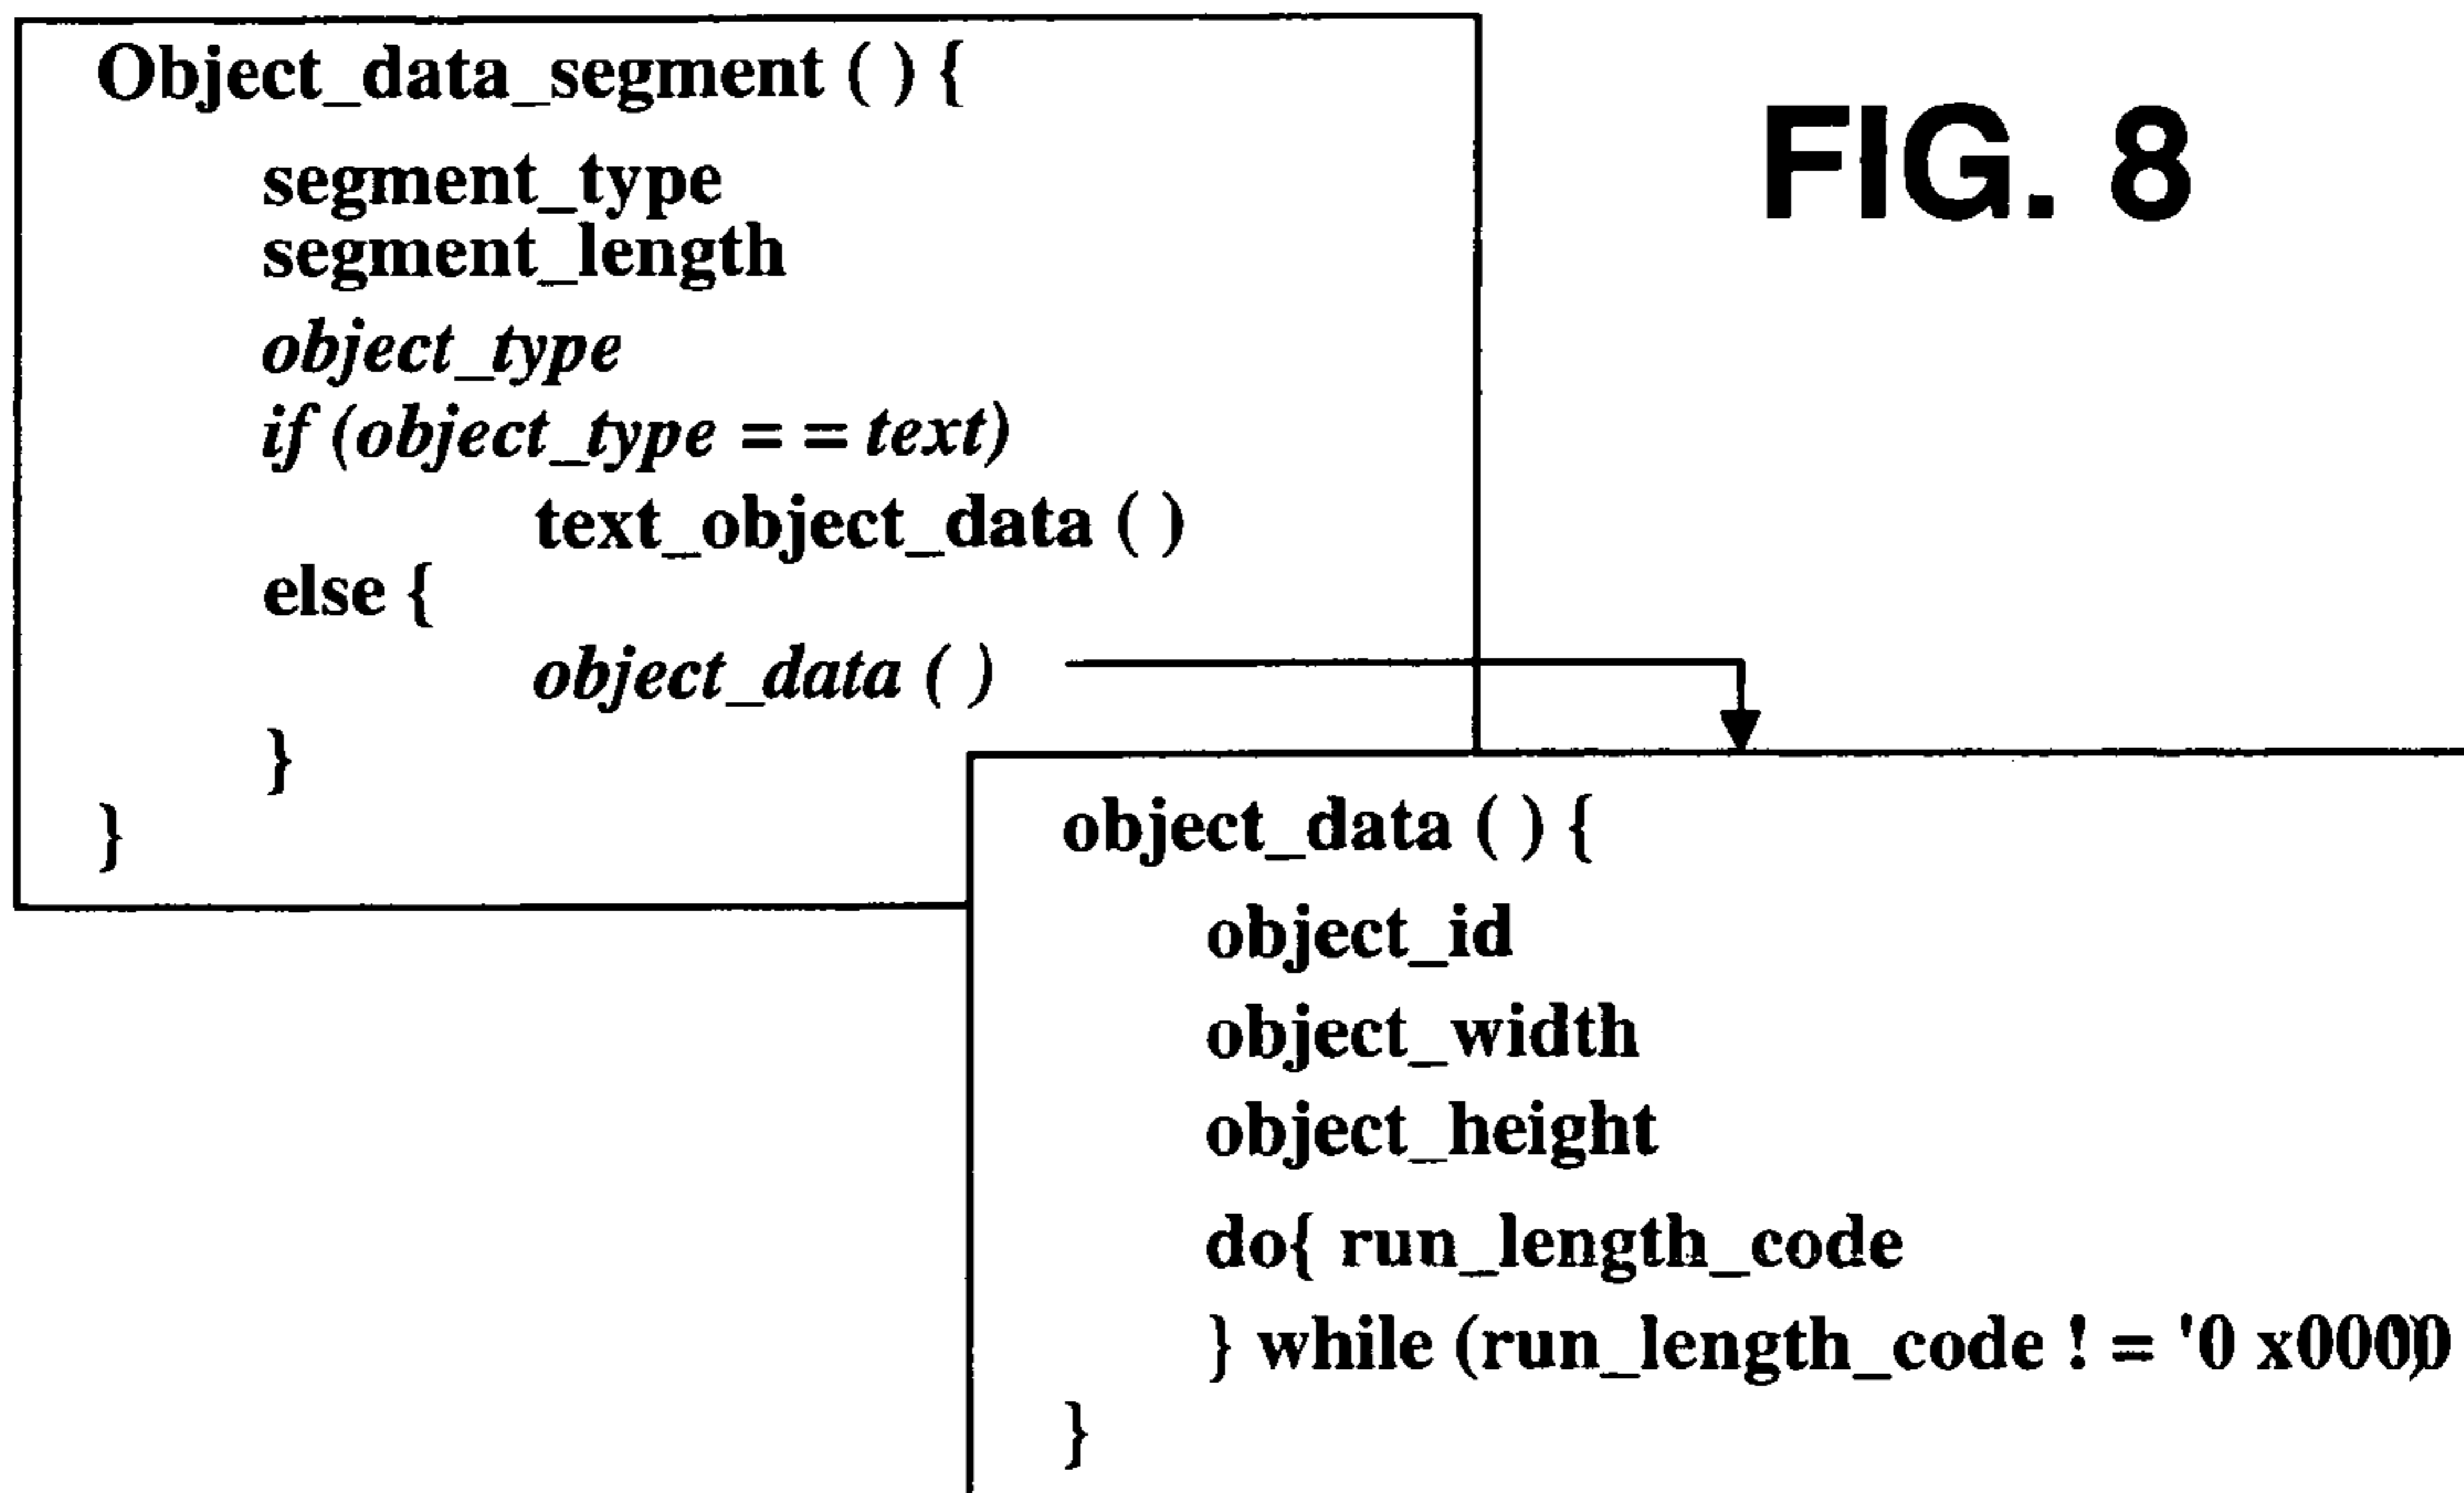 Object_data_segment ( ) {
FIG. 8
segment_type
segment_length
object_type
if (object_type = = text)
text_object_data ( )
else {
object_data ( )
}
}
object_data ( ) {
object_id
object_width
object_height
do{ run_length_code
} while (run_length_code ! = '0 x000)
}